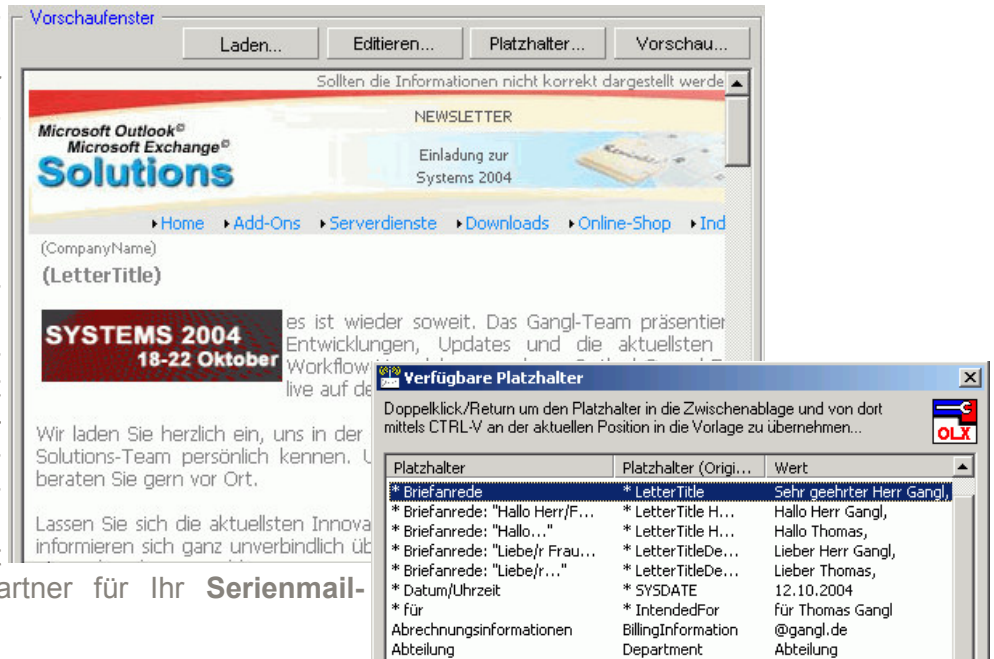 Vorschaufenster
Laden... Editieren... Platzhalter... Vorschau...
Sollten die Informationen nicht korrekt dargestellt werde
NEWSLETTER
Microsoft Outlook©
Microsoft Exchange©
Solutions
Einladung zur
Systems 2004
Home Add-Ons Serverdienste Downloads Online-Shop Ind
(CompanyName)
(LetterTitle)
SYSTEMS 2004
18-22 Oktober
es ist wieder soweit. Das Gangl-Team präsentier
Entwicklungen, Updates und die aktuellsten
Workflow
live auf de
Wir laden Sie herzlich ein, uns in der
Solutions-Team persönlich kennen. U
beraten Sie gern vor Ort.
Lassen Sie sich die aktuellsten Innova
informieren sich ganz unverbindlich üb
artner für Ihr Serienmail-
Verfügbare Platzhalter
Doppelklick/Return um den Platzhalter in die Zwischenablage und von dort
mittels CTRL-V an der aktuellen Position in die Vorlage zu übernehmen...
OLX
Platzhalter Platzhalter (Origi... Wert
* Briefanrede * LetterTitle Sehr geehrter Herr Gangl,
* Briefanrede: "Hallo Herr/F... * LetterTitle H... Hallo Herr Gangl,
* Briefanrede: "Hallo..." * LetterTitle H... Hallo Thomas,
* Briefanrede: "Liebe/r Frau... * LetterTitleDe... Lieber Herr Gangl,
* Briefanrede: "Liebe/r..." * LetterTitleDe... Lieber Thomas,
* Datum/Uhrzeit * SYSDATE 12.10.2004
* für * IntendedFor für Thomas Gangl
Abrechnungsinformationen BillingInformation @gangl.de
Abteilung Department Abteilung